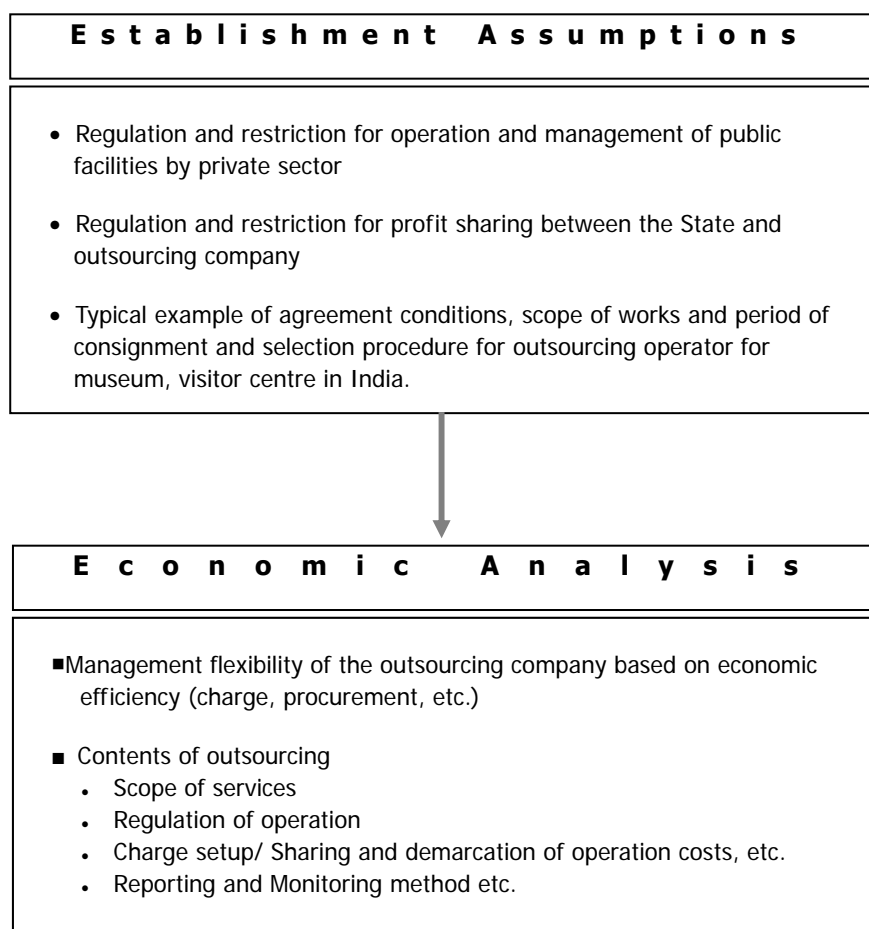 Establishment Assumptions
• Regulation and restriction for operation and management of public
facilities by private sector
• Regulation and restriction for profit sharing between the State and
outsourcing company
• Typical example of agreement conditions, scope of works and period of
consignment and selection procedure for outsourcing operator for
museum, visitor centre in India.
Economic Analysis
■Management flexibility of the outsourcing company based on economic
efficiency (charge, procurement, etc.)
■ Contents of outsourcing
• Scope of services
• Regulation of operation
• Charge setup/ Sharing and demarcation of operation costs, etc.
• Reporting and Monitoring method etc.